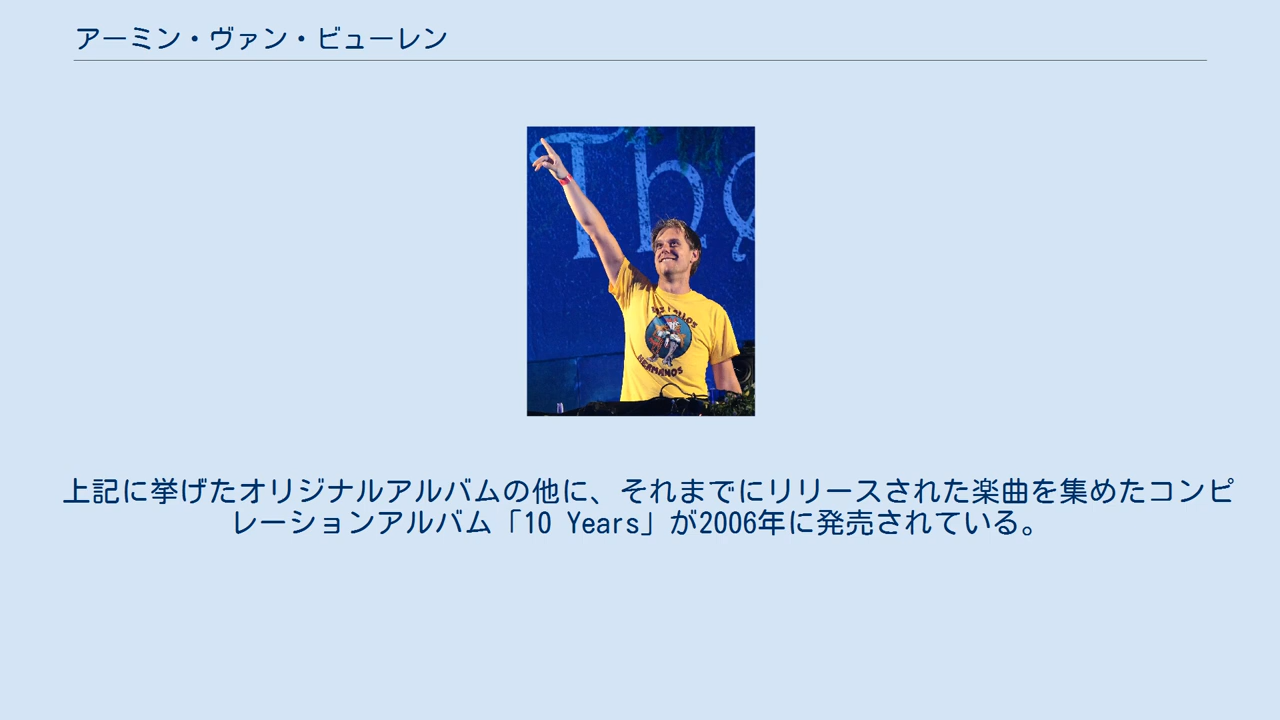 アーミン・ヴァン・ビューレン
Th
LOS POLLOS
HERMANOS
上記に挙げたオリジナルアルバムの他に、それまでにリリースされた楽曲を集めたコンピ
レーションアルバム「10 Years」が2006年に発売されている。